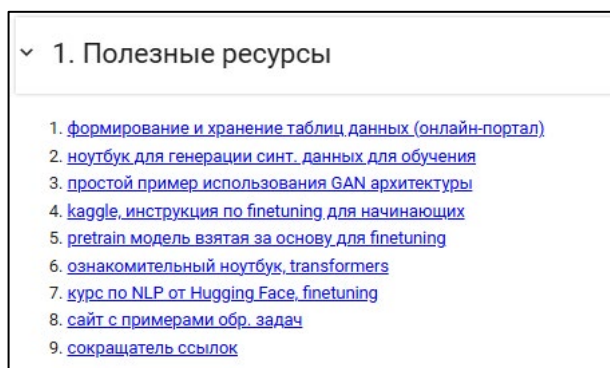 1. Полезные ресурсы
1. формирование и хранение таблиц данных (онлайн-портал)
2. ноутбук для генерации синт. данных для обучения
3. простой пример использования GAN архитектуры
4. kaggle, инструкция по finetuning для начинающих
5. pretrain модель взятая за основу для finetuning
6. ознакомительный ноутбук, transformers
7. курс по NLP от Hugging Face, finetuning
8. сайт с примерами обр. задач
9. сокращатель ссылок